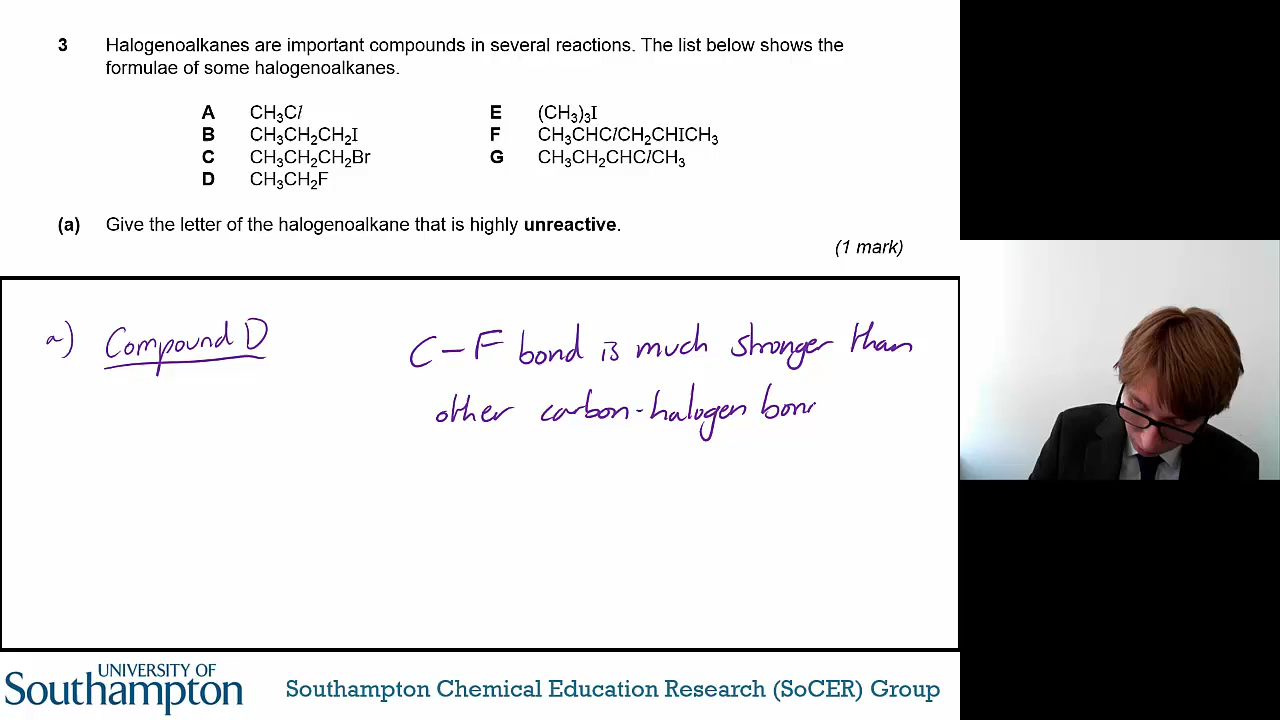 3 Halogenoalkanes are important compounds in several reactions. The list below shows the
formulae of some halogenoalkanes.
A CH₃Cl
B CH₃CH₂CH₂I
C CH₃CH₂CH₂Br
D CH₃CH₂F
E (CH₃)₃I
F CH₃CHClCH₂CHICH₃
G CH₃CH₂CHClCH₃
(a) Give the letter of the halogenoalkane that is highly unreactive.
(1 mark)
a) Compound D
C-F bond is much stronger than
other carbon-halogen bon
UNIVERSITY OF
Southampton
Southampton Chemical Education Research (SoCER) Group